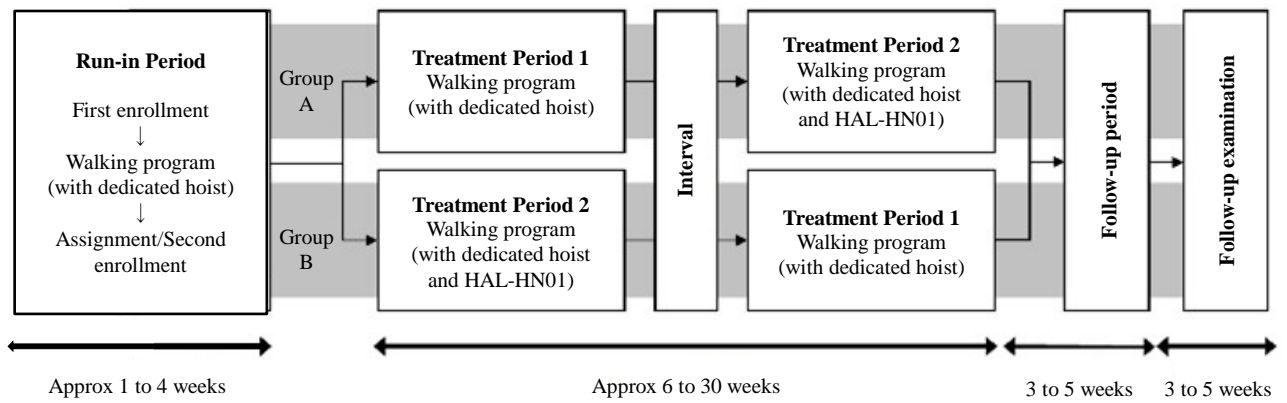 Run-in Period
First enrollment
↓
Walking program
(with dedicated hoist)
↓
Assignment/Second
enrollment
Group
A
Group
B
Treatment Period 1
Walking program
(with dedicated hoist)
Treatment Period 2
Walking program
(with dedicated hoist
and HAL-HN01)
Interval
Treatment Period 2
Walking program
(with dedicated hoist
and HAL-HN01)
Treatment Period 1
Walking program
(with dedicated hoist)
Follow-up period
Follow-up examination
Approx 1 to 4 weeks
Approx 6 to 30 weeks
3 to 5 weeks
3 to 5 weeks